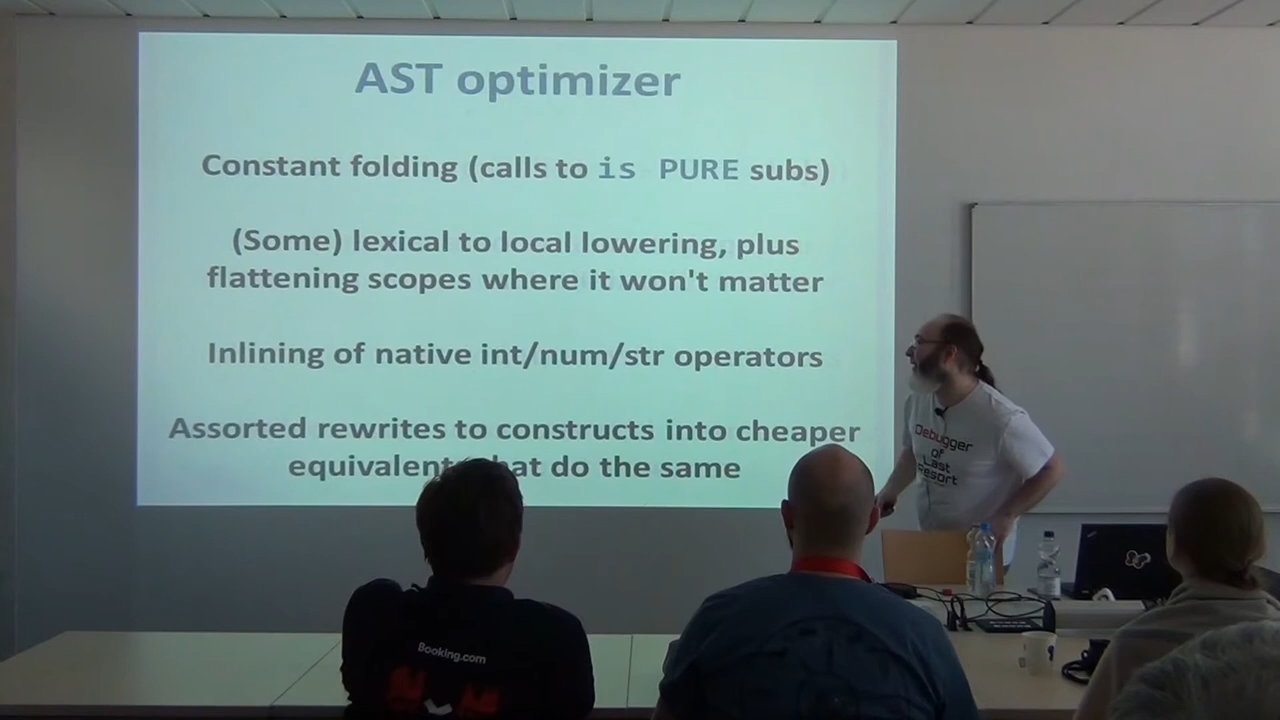 AST optimizer
Constant folding (calls to is PURE subs)
(Some) lexical to local lowering, plus
flattening scopes where it won't matter
Inlining of native int/num/str operators
Assorted rewrites to constructs into cheaper
do the same
Debugger
of
Last
Resort
Booking.com